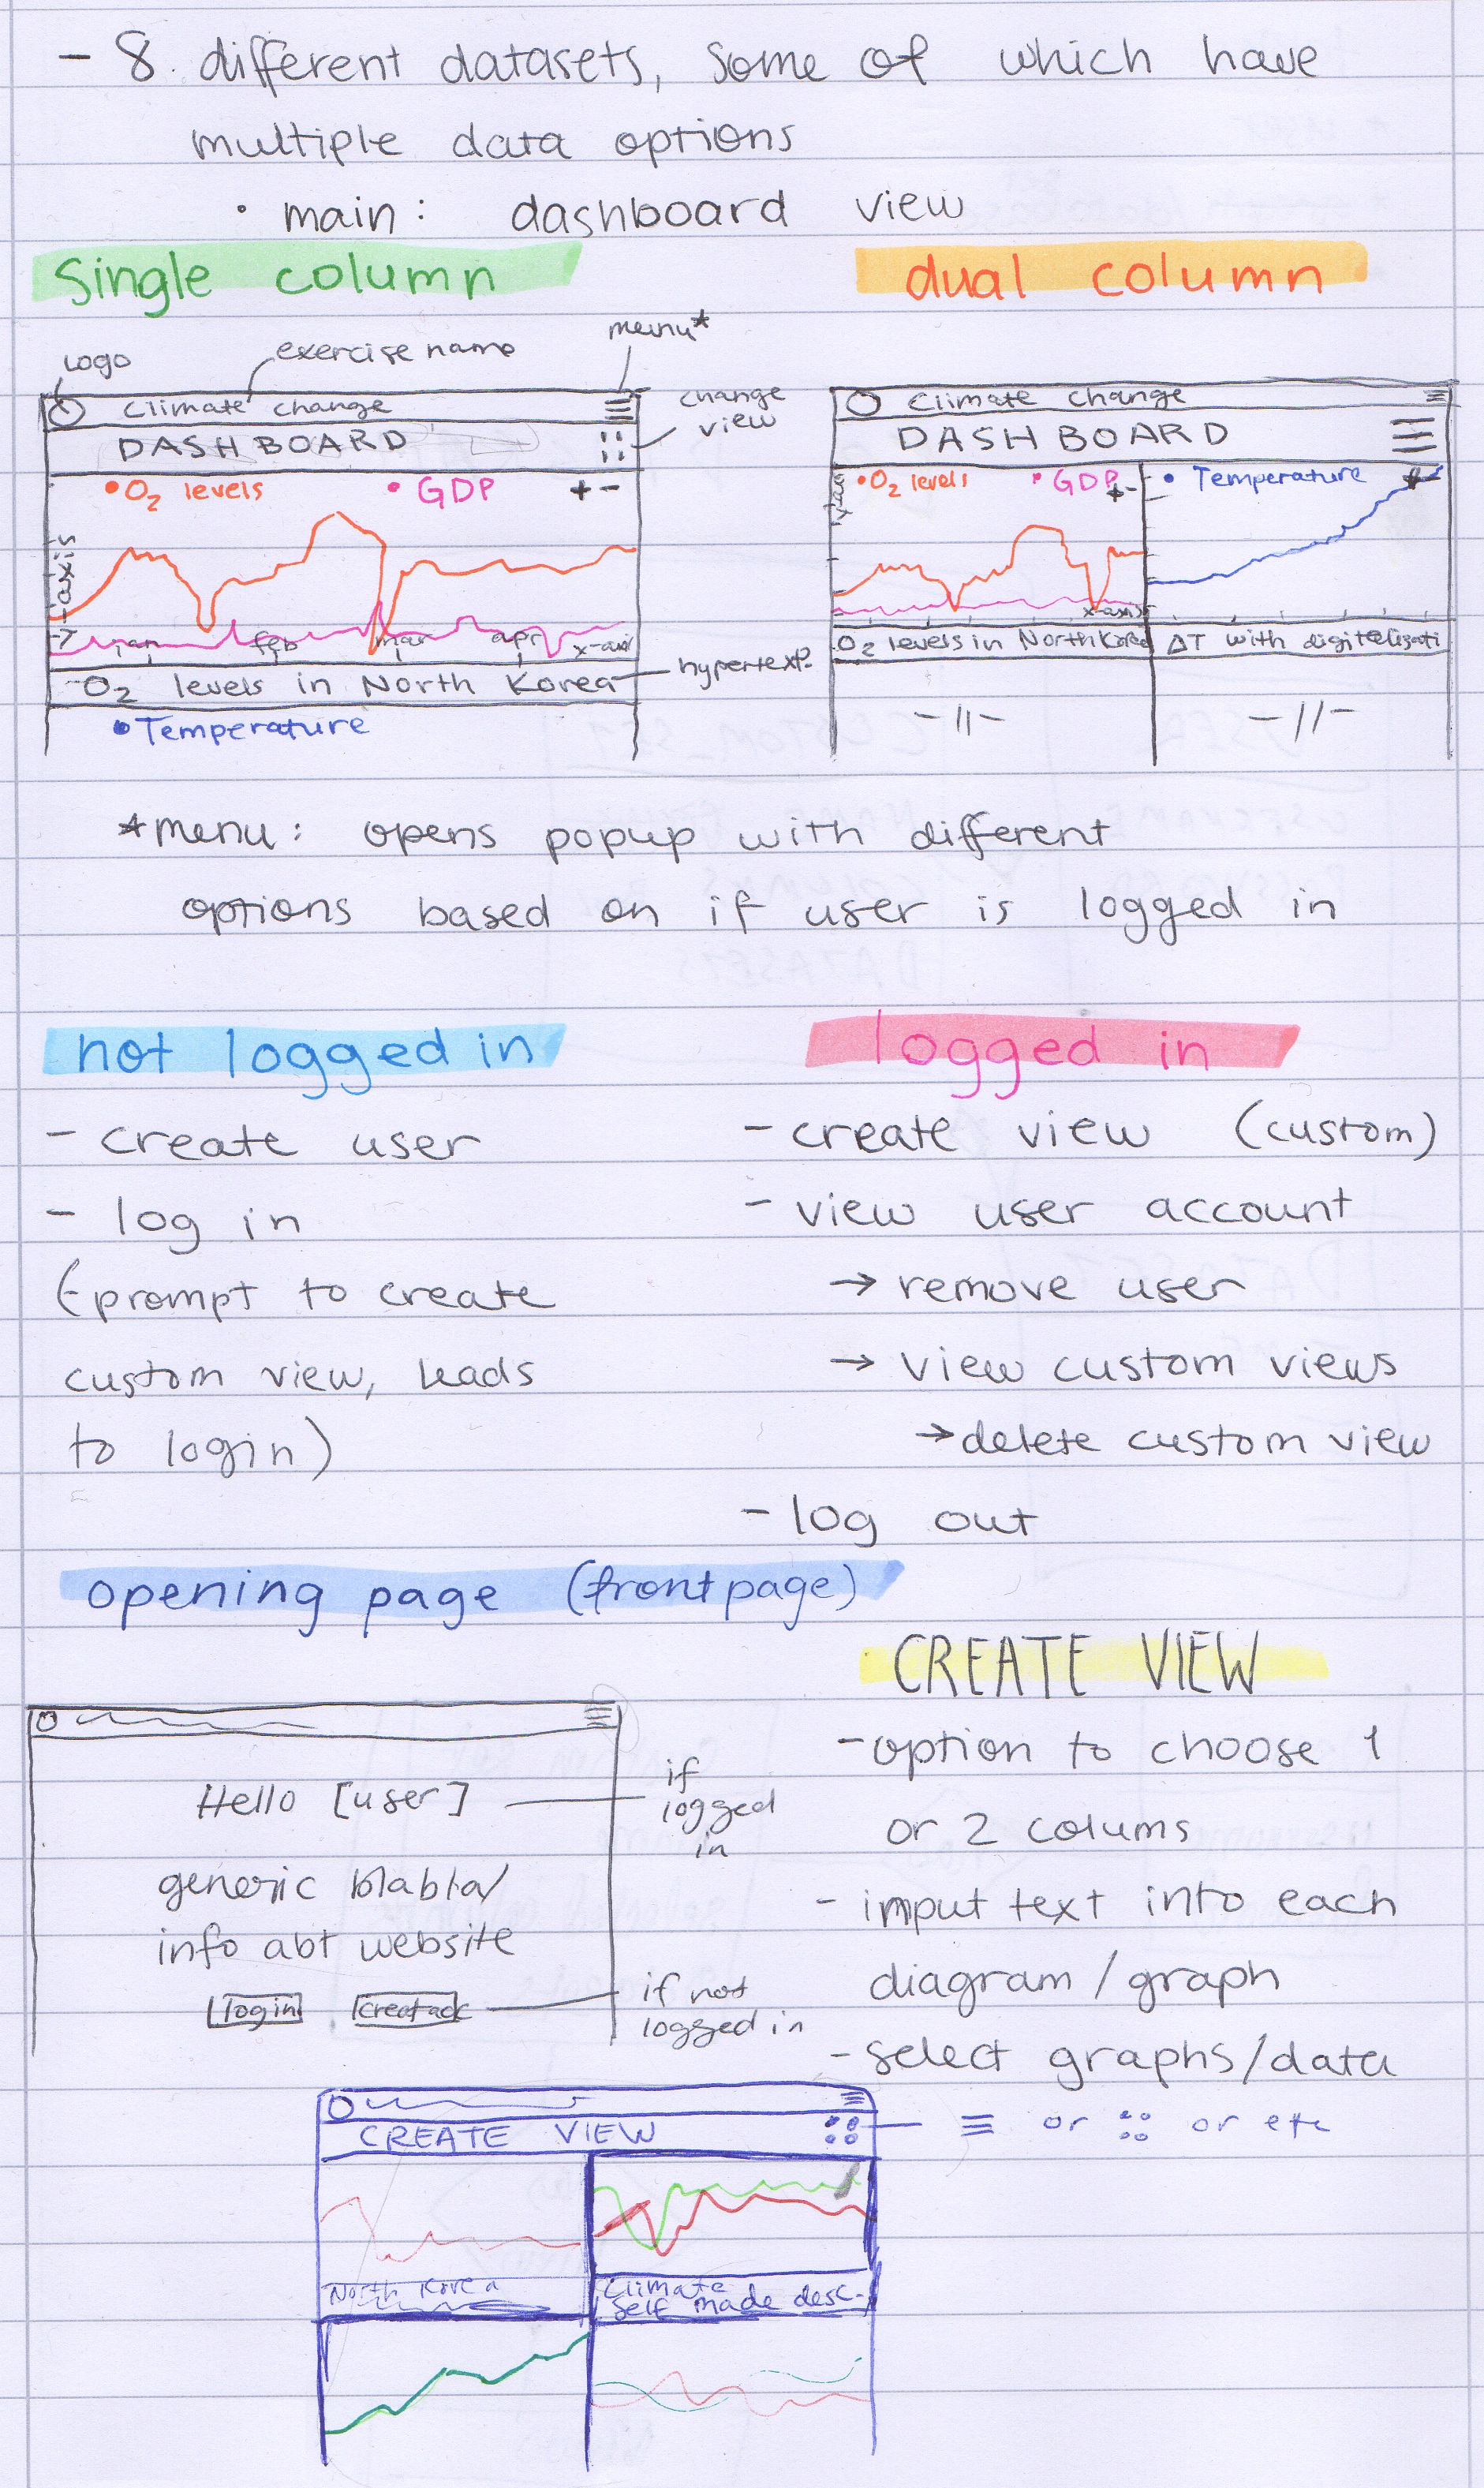 - 8. different datasets, some of which have
multiple data options
• main: dashboard view
single column
dual column
Logo
exercise name
menu*
change
view
Climate change
DASHBOARD
• O2 levels • GDP + -
y-axis
jan feb mar apr x-axis
O2 levels in North Korea
hypertext?
• Temperature
Climate change
DASHBOARD
• O2 levels • GDP + -
• Temperature
x-axis
O2 levels in North Korea
ΔT with digitalisati
-||-
-//-
*menu: opens popup with different
options based on if user is logged in
not logged in
- create user
- log in
(-prompt to create
custom view, leads
to login)
logged in
- create view (custom)
- view user account
→ remove user
→ view custom views
→ delete custom view
- log out
opening page (frontpage)
Hello [user]
if
logged
in
generic blabla/
info abt website
login creat acc
if not
logged in
CREATE VIEW
- option to choose 1
or 2 colums
- input text into each
diagram/graph
- select graphs/data
CREATE VIEW
or or etc
North Korea
Climate
self made desc.